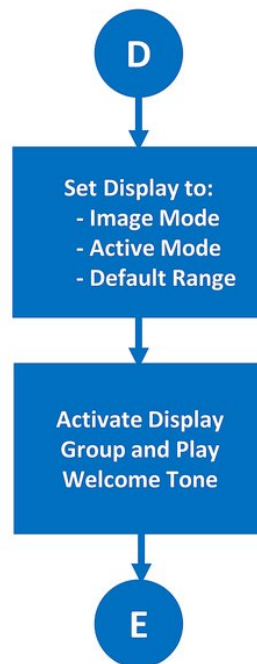 D
Set Display to:
- Image Mode
- Active Mode
- Default Range
Activate Display
Group and Play
Welcome Tone
E